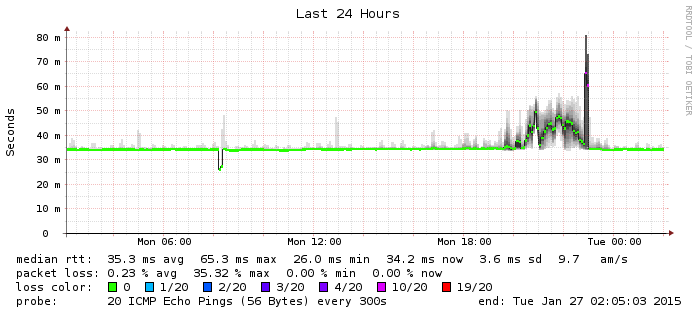 Last 24 Hours
RRDTOOL / TOBI OETIKER
Seconds
80 m
70 m
60 m
50 m
40 m
30 m
20 m
10 m
0
Mon 06:00 Mon 12:00 Mon 18:00 Tue 00:00
median rtt: 35.3 ms avg 65.3 ms max 26.0 ms min 34.2 ms now 3.6 ms sd 9.7 am/s
packet loss: 0.23 % avg 35.32 % max 0.00 % min 0.00 % now
loss color: 0 1/20 2/20 3/20 4/20 10/20 19/20
probe: 20 ICMP Echo Pings (56 Bytes) every 300s end: Tue Jan 27 02:05:03 2015